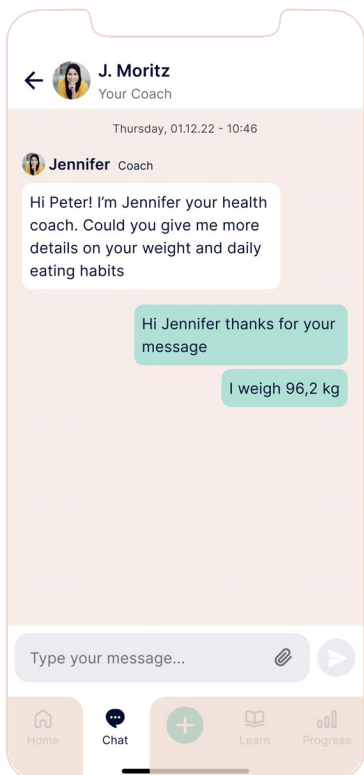 J. Moritz
Your Coach
Thursday, 01.12.22 - 10:46
Jennifer Coach
Hi Peter! I'm Jennifer your health
coach. Could you give me more
details on your weight and daily
eating habits
Hi Jennifer thanks for your
message
I weigh 96,2 kg
Type your message...
Home
Chat
Learn
Progress